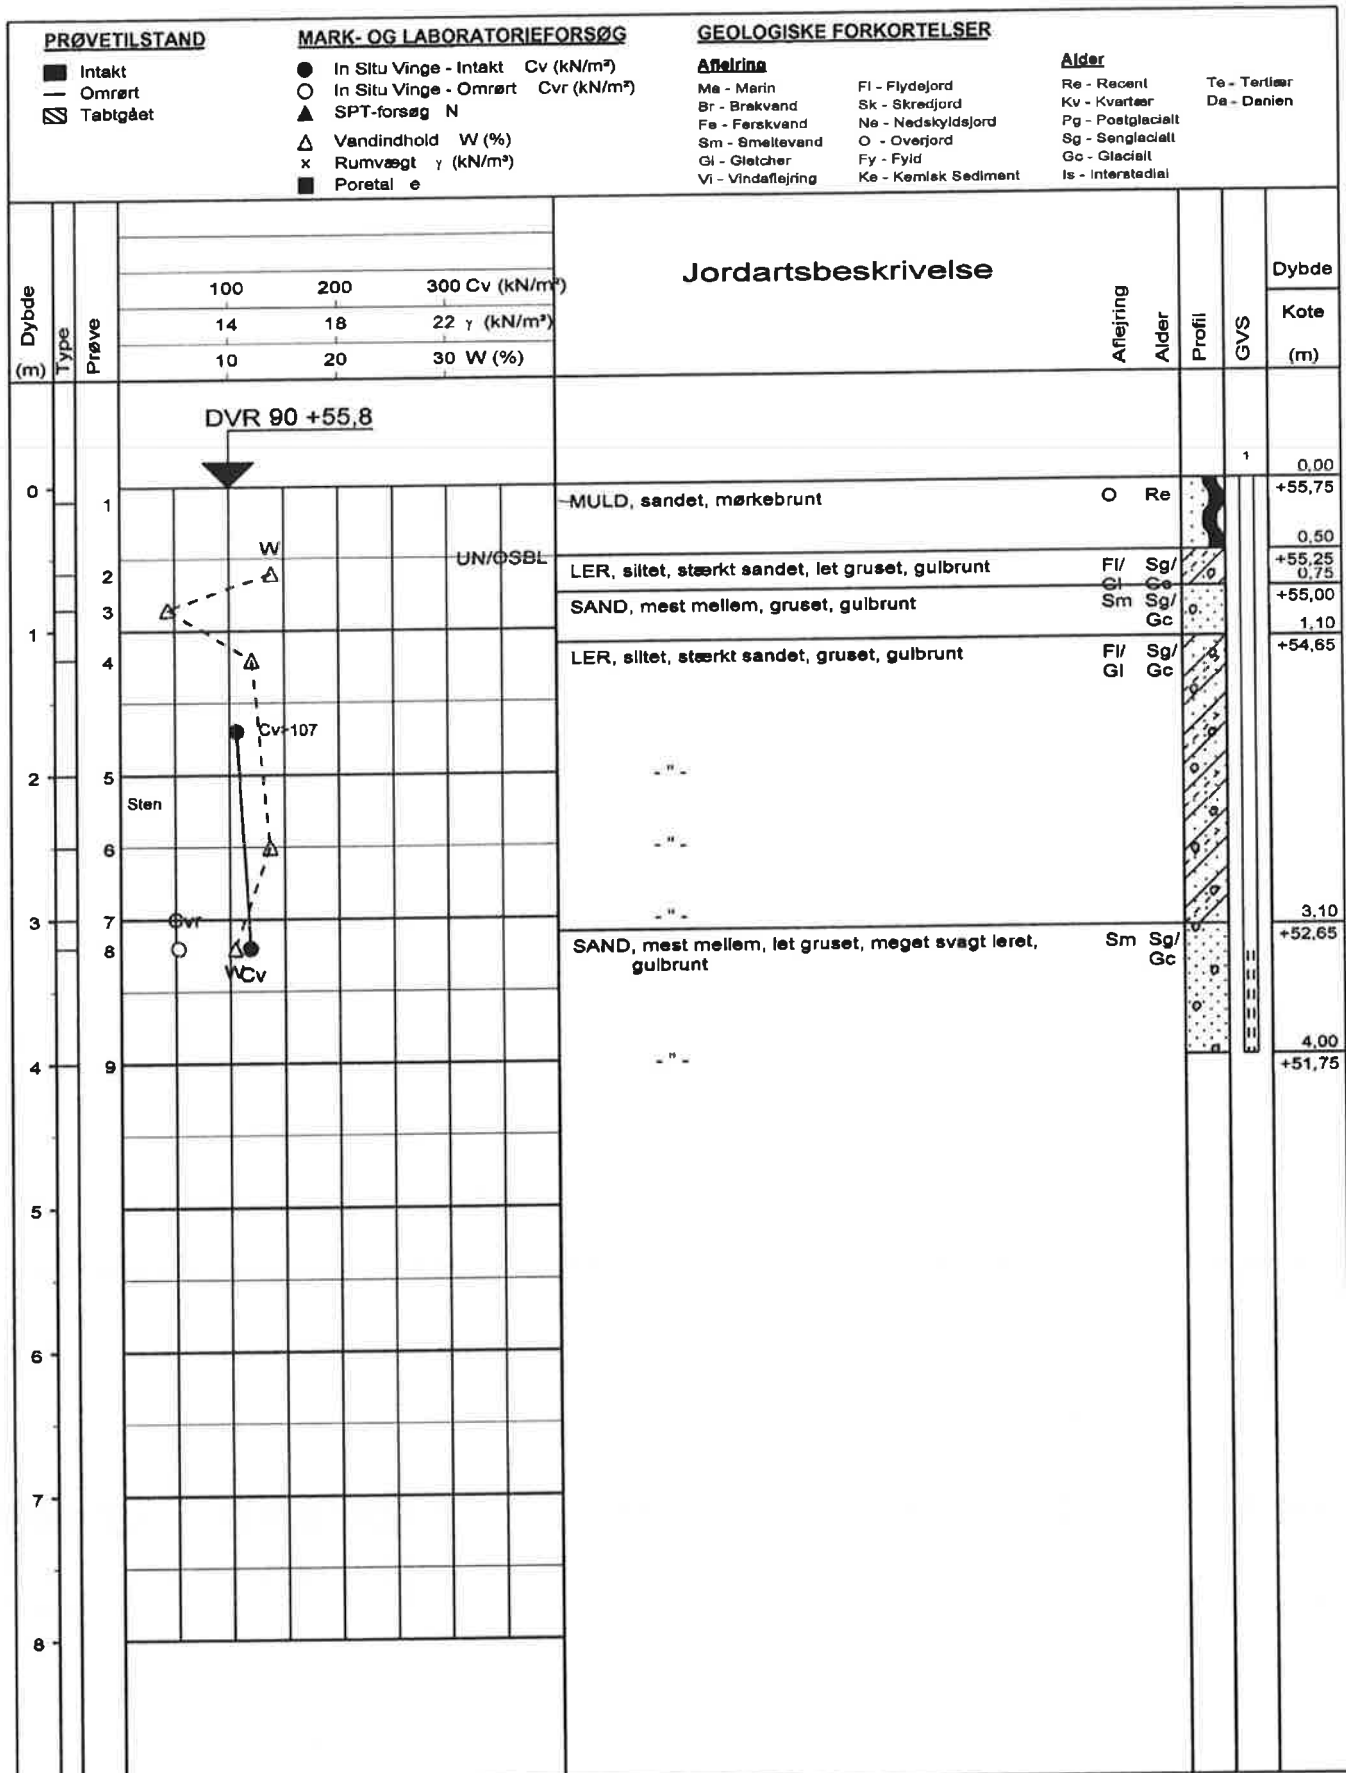 PRØVETILSTAND
Intakt
Omrørt
Tabtgået
MARK- OG LABORATORIEFORSØG
In Situ Vinge - Intakt Cv (kN/m²)
In Situ Vinge - Omrørt Cvr (kN/m²)
SPT-forsøg N
Vandindhold W (%)
Rumvægt γ (kN/m³)
Poretal e
GEOLOGISKE FORKORTELSER
Aflejring
Ma - Marin
Br - Brakvand
Fe - Ferskvand
Sm - Smeltevand
Gl - Gletcher
Vi - Vindaflejring
Fl - Flydejord
Sk - Skredjord
Ne - Nedskyldsjord
O - Overjord
Fy - Fyld
Ke - Kemisk Sediment
Alder
Re - Recent
Kv - Kvartær
Pg - Postglacialt
Sg - Senglacialt
Gc - Glacialt
Is - Interstadial
Te - Tertiær
Da - Danien
Dybde
(m)
Type
Prøve
100 200 300 Cv (kN/m²)
14 18 22 γ (kN/m³)
10 20 30 W (%)
Jordartsbeskrivelse
Aflejring
Alder
Profil
GVS
Dybde
Kote
(m)
DVR 90 +55,8
1
0,00
0
1
MULD, sandet, mørkebrunt O Re
+55,75
0,50
W
UN/OSBL
2
LER, siltet, stærkt sandet, let gruset, gulbrunt Fl/ Sg/
Gl Gc
+55,25
0,75
3
SAND, mest mellem, gruset, gulbrunt Sm Sg/
Gc
+55,00
1,10
1
4
LER, siltet, stærkt sandet, gruset, gulbrunt Fl/ Sg/
Gl Gc
+54,65
Cv>107
2
5
- " -
Sten
6
- " -
3
7
Cvr
- " -
3,10
8
W Cv
SAND, mest mellem, let gruset, meget svagt leret, Sm Sg/
gulbrunt Gc
+52,65
4,00
4
9
- " -
+51,75
5
6
7
8